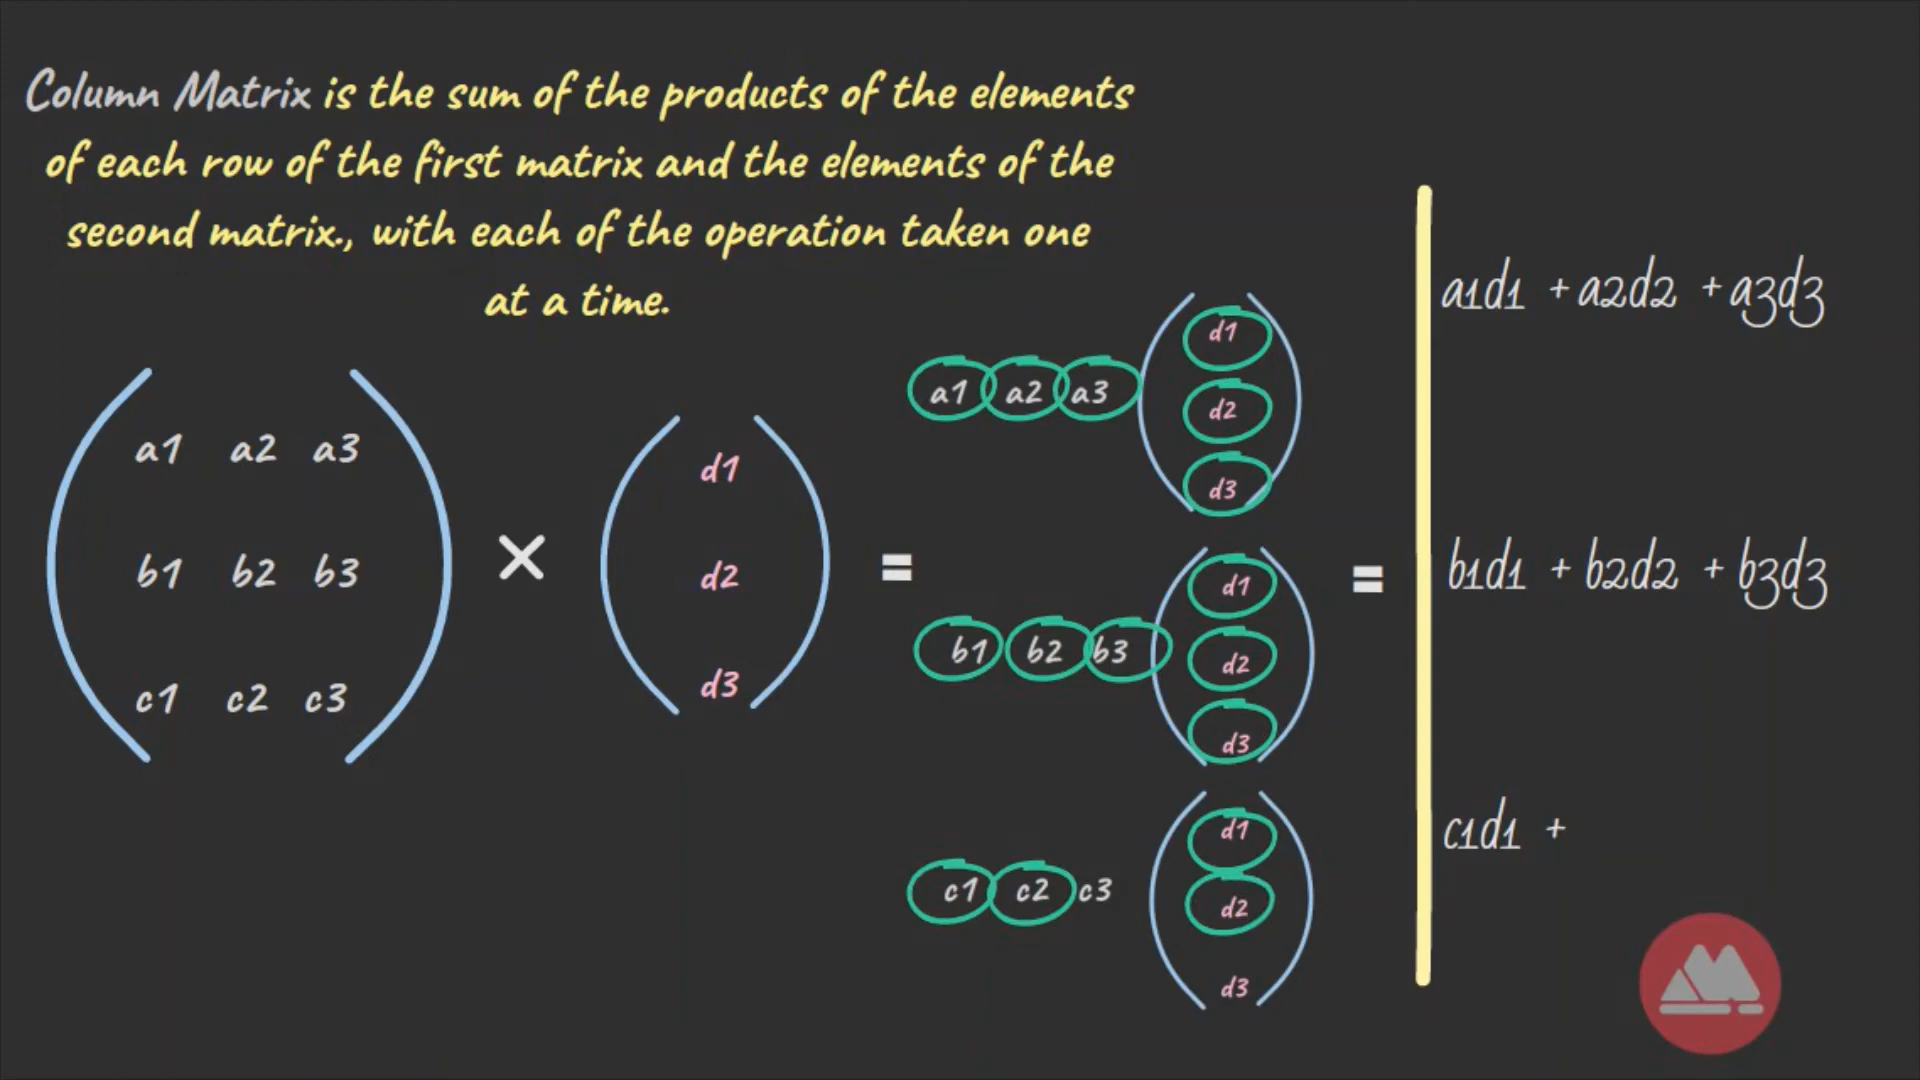 Column Matrix is the sum of the products of the elements
of each row of the first matrix and the elements of the
second matrix., with each of the operation taken one
at a time.
a1 a2 a3
b1 b2 b3
c1 c2 c3
×
d1
d2
d3
=
a1 a2 a3
d1
d2
d3
b1 b2 b3
d1
d2
d3
c1 c2 c3
d1
d2
d3
=
a1d1 + a2d2 + a3d3
b1d1 + b2d2 + b3d3
c1d1 +